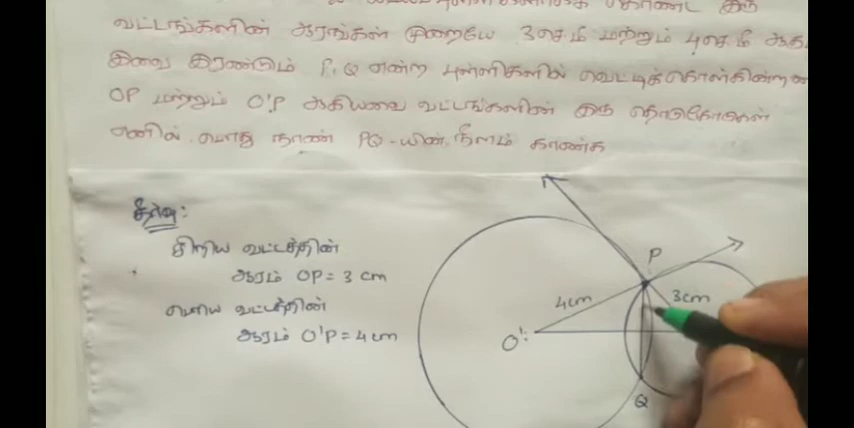 வட்டங்களின் ஆரங்கள் முறையே 3 செ.மீ மற்றும் 4 செ.மீ ஆகு
இவை இரண்டும் P, Q என்ற புள்ளிகளில் வெட்டிக்கொள்கின்றன
OP மற்றும் O'P ஆகியவை வட்டங்களின் இரு தொடுகோடுகள்
எனில் பொது நாண் PQ-யின் நீளம் காண்க
தீர்வு:
சிறிய வட்டத்தின்
ஆரம் OP = 3 cm
பெரிய வட்டத்தின்
ஆரம் O'P = 4 cm
P
4cm
3cm
O'
Q